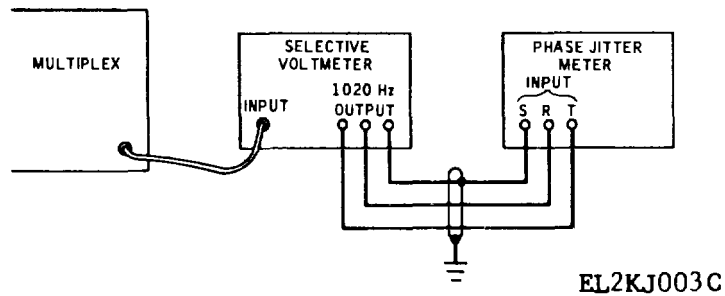 MULTIPLEX
SELECTIVE
VOLTMETER
1020 Hz
INPUT
OUTPUT
PHASE JITTER
METER
INPUT
S R T
EL2KJ003C